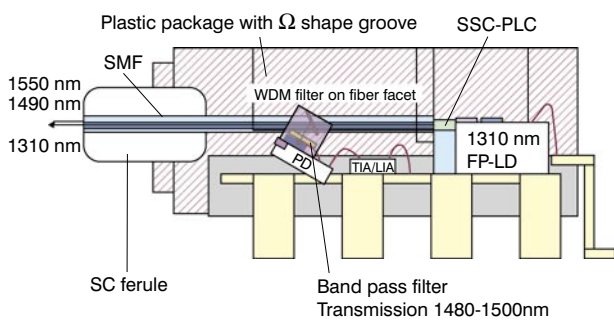 Plastic package with Ω shape groove
SSC-PLC
SMF
1550 nm
1490 nm
1310 nm
WDM filter on fiber facet
1310 nm
FP-LD
PD
TIA/LIA
SC ferule
Band pass filter
Transmission 1480-1500nm